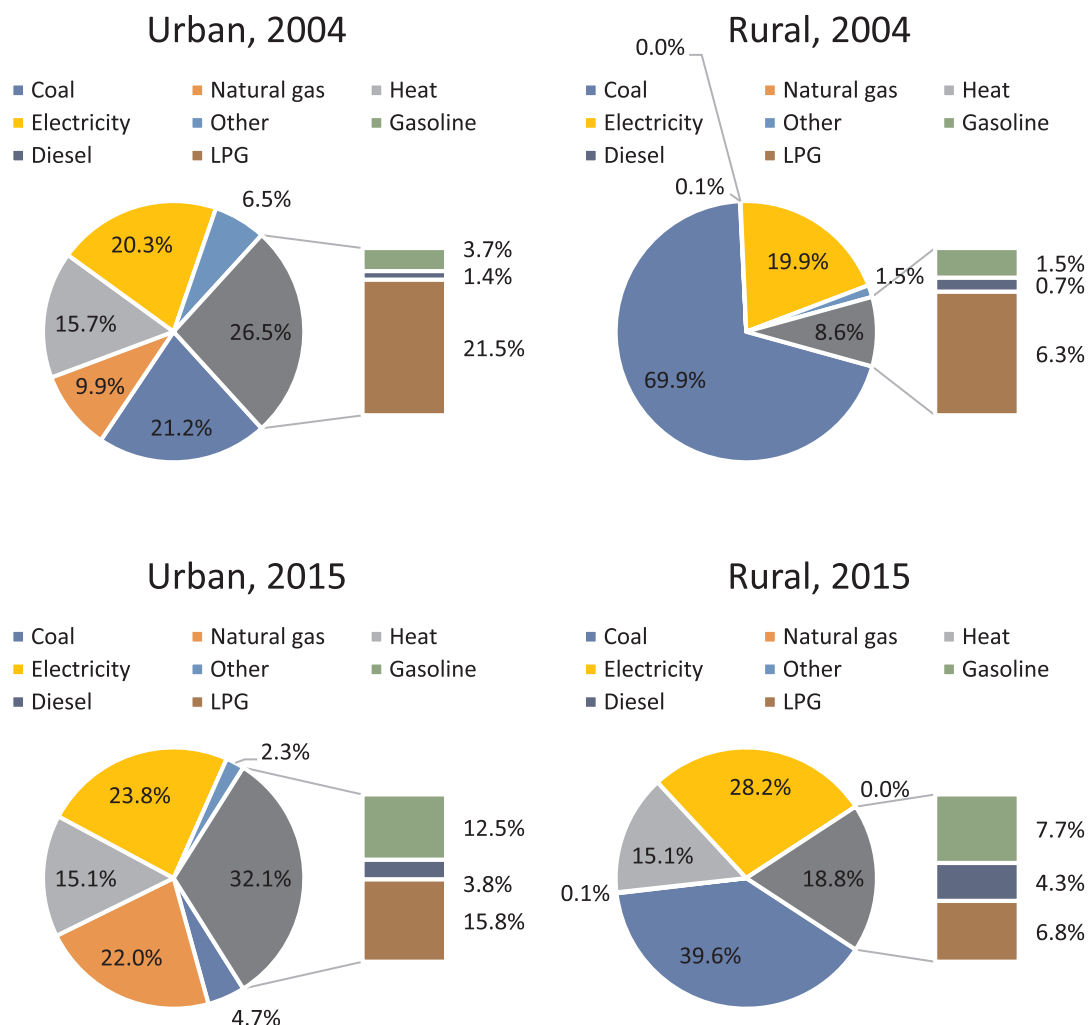 Urban, 2004
Coal Natural gas Heat
Electricity Other Gasoline
Diesel LPG
6.5%
20.3%
3.7%
1.4%
15.7%
26.5%
21.5%
9.9%
21.2%
Rural, 2004
0.0%
Coal Natural gas Heat
Electricity Other Gasoline
Diesel LPG
0.1%
19.9%
1.5%
1.5%
0.7%
8.6%
6.3%
69.9%
Urban, 2015
Coal Natural gas Heat
Electricity Other Gasoline
Diesel LPG
2.3%
23.8%
12.5%
15.1%
32.1%
3.8%
15.8%
22.0%
4.7%
Rural, 2015
Coal Natural gas Heat
Electricity Other Gasoline
Diesel LPG
28.2%
0.0%
7.7%
15.1%
18.8%
4.3%
0.1%
6.8%
39.6%